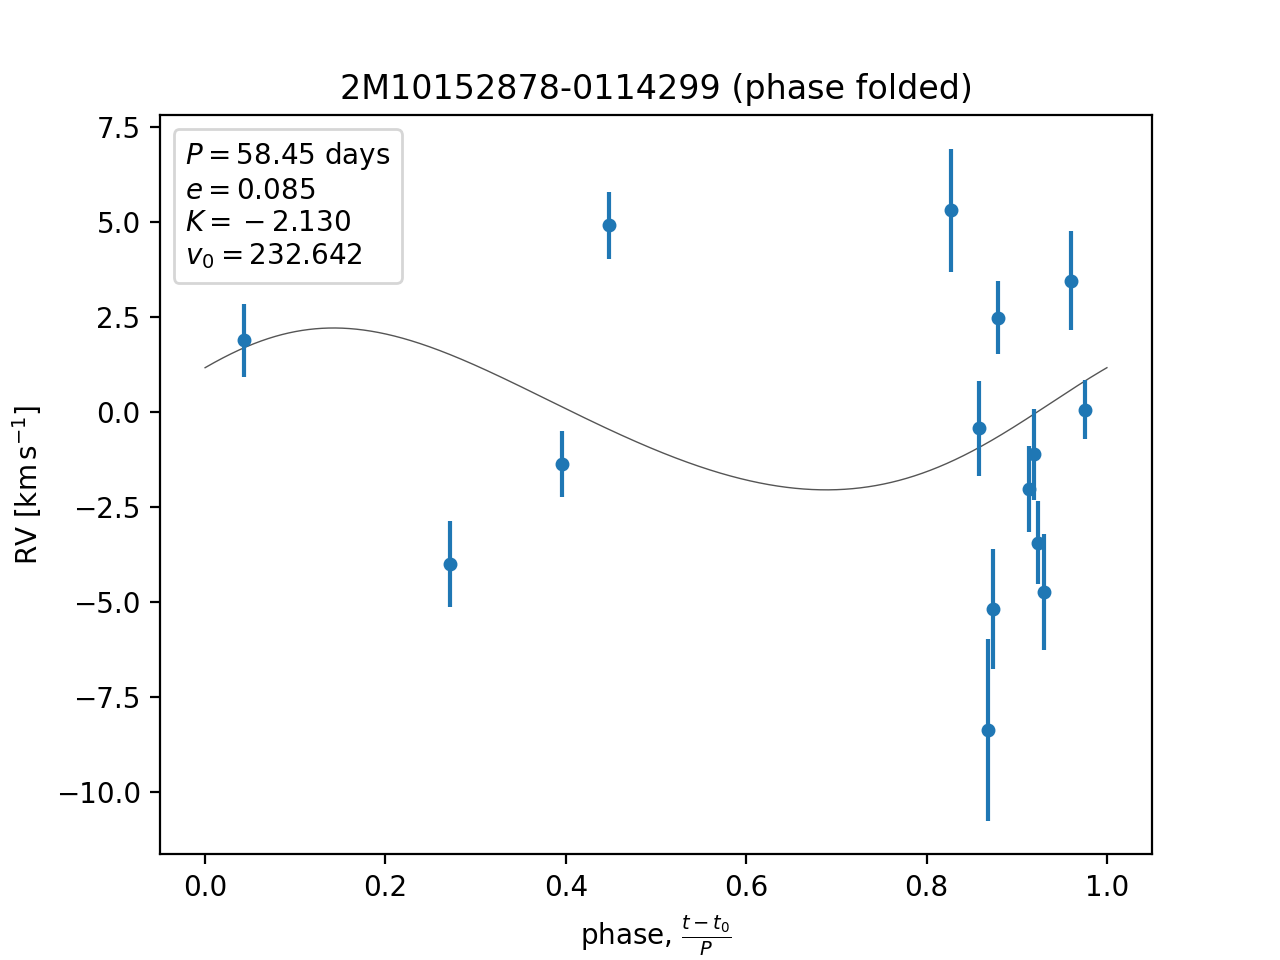 2M10152878-0114299 (phase folded)
P = 58.45 days
e = 0.085
K = −2.130
v₀ = 232.642
7.5
5.0
2.5
0.0
−2.5
−5.0
−7.5
−10.0
RV [km s⁻¹]
0.0 0.2 0.4 0.6 0.8 1.0
phase, (t − t₀)/P